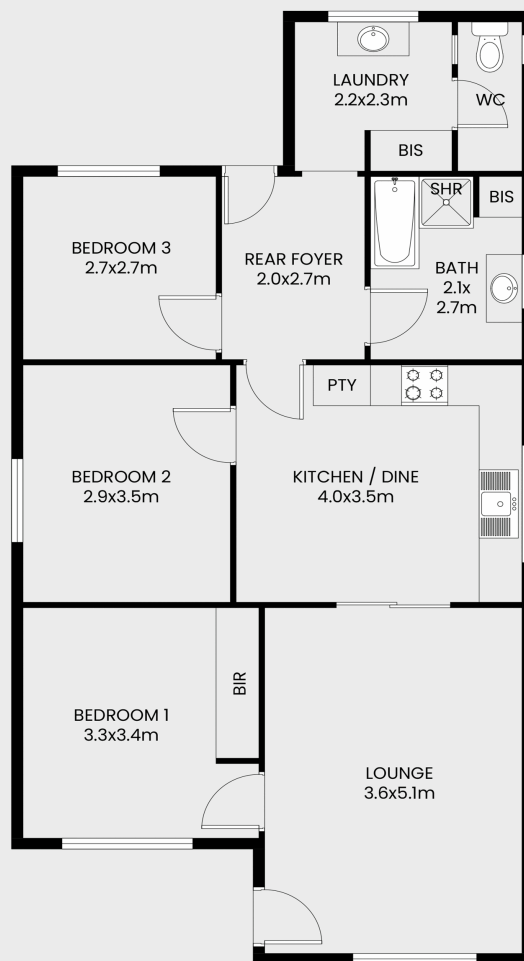 LAUNDRY
2.2x2.3m
WC
BIS
SHR
BIS
BEDROOM 3
2.7x2.7m
REAR FOYER
2.0x2.7m
BATH
2.1x
2.7m
PTY
BEDROOM 2
2.9x3.5m
KITCHEN / DINE
4.0x3.5m
BIR
BEDROOM 1
3.3x3.4m
LOUNGE
3.6x5.1m